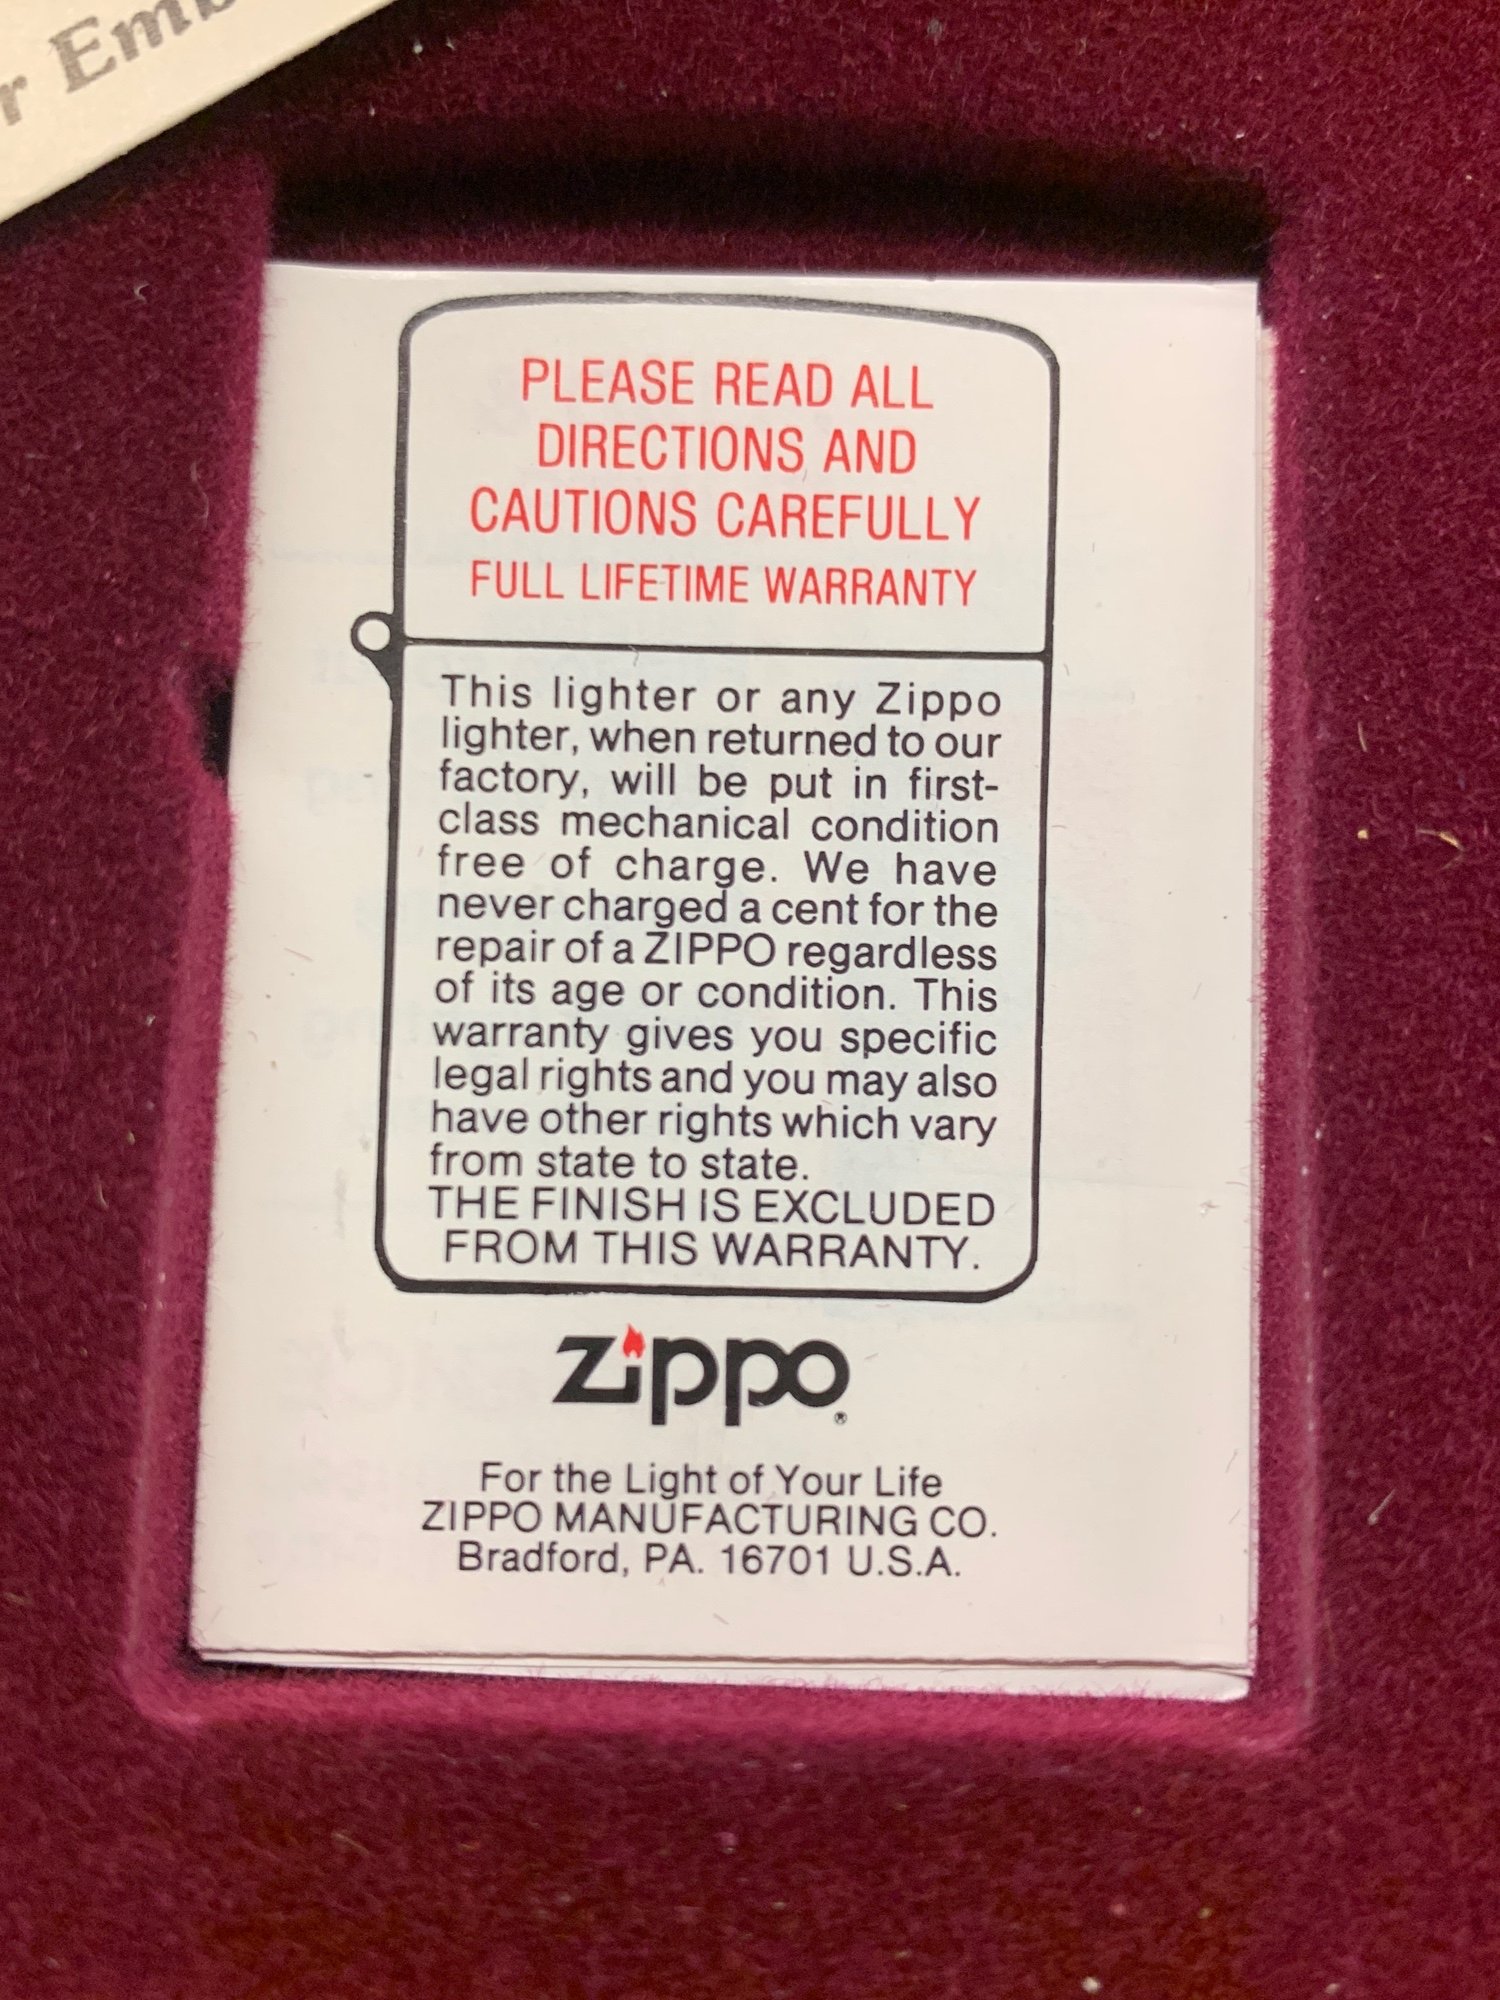 r Emb
PLEASE READ ALL
DIRECTIONS AND
CAUTIONS CAREFULLY
FULL LIFETIME WARRANTY
This lighter or any Zippo
lighter, when returned to our
factory, will be put in first-
class mechanical condition
free of charge. We have
never charged a cent for the
repair of a ZIPPO regardless
of its age or condition. This
warranty gives you specific
legal rights and you may also
have other rights which vary
from state to state.
THE FINISH IS EXCLUDED
FROM THIS WARRANTY.
Zippo®
For the Light of Your Life
ZIPPO MANUFACTURING CO.
Bradford, PA. 16701 U.S.A.